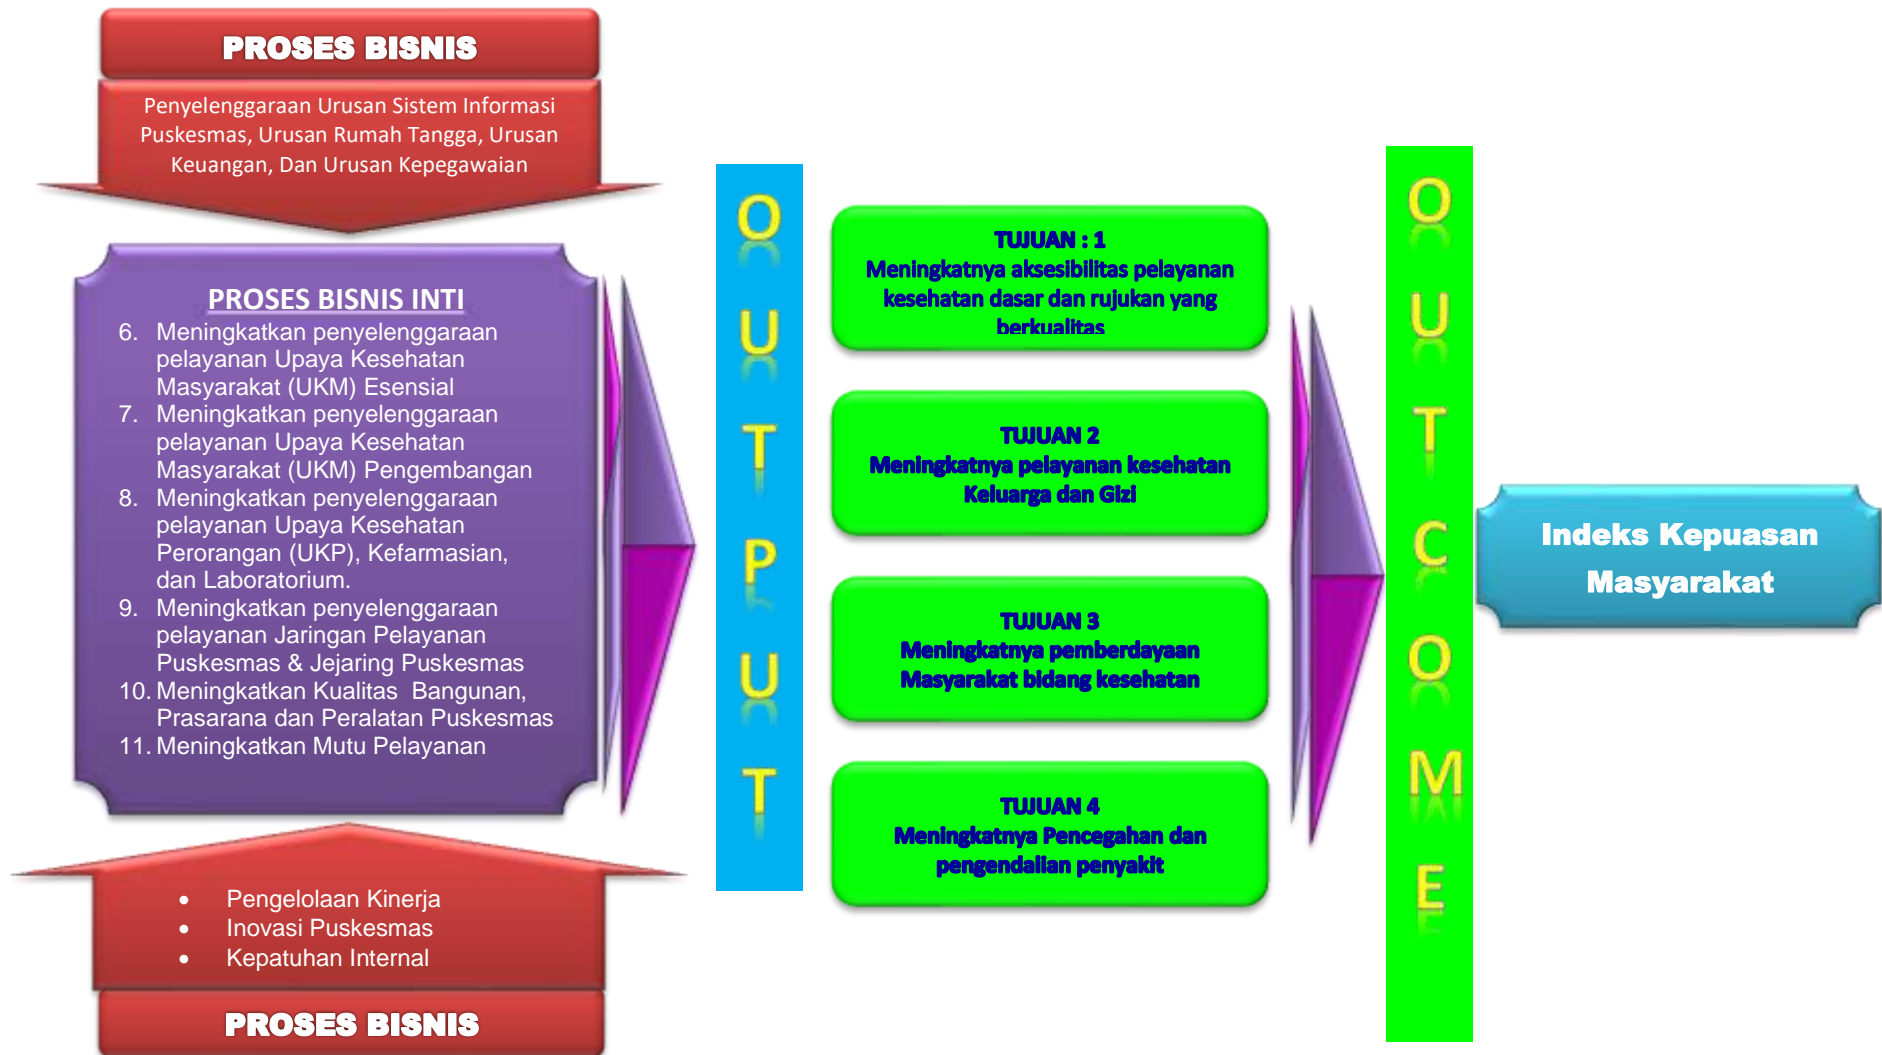 PROSES BISNIS
Penyelenggaraan Urusan Sistem Informasi
Puskesmas, Urusan Rumah Tangga, Urusan
Keuangan, Dan Urusan Kepegawaian
PROSES BISNIS INTI
6. Meningkatkan penyelenggaraan
pelayanan Upaya Kesehatan
Masyarakat (UKM) Esensial
7. Meningkatkan penyelenggaraan
pelayanan Upaya Kesehatan
Masyarakat (UKM) Pengembangan
8. Meningkatkan penyelenggaraan
pelayanan Upaya Kesehatan
Perorangan (UKP), Kefarmasian,
dan Laboratorium.
9. Meningkatkan penyelenggaraan
pelayanan Jaringan Pelayanan
Puskesmas & Jejaring Puskesmas
10. Meningkatkan Kualitas Bangunan,
Prasarana dan Peralatan Puskesmas
11. Meningkatkan Mutu Pelayanan
• Pengelolaan Kinerja
• Inovasi Puskesmas
• Kepatuhan Internal
PROSES BISNIS
OUTPUT
TUJUAN : 1
Meningkatnya aksesibilitas pelayanan
kesehatan dasar dan rujukan yang
berkualitas
TUJUAN 2
Meningkatnya pelayanan kesehatan
Keluarga dan Gizi
TUJUAN 3
Meningkatnya pemberdayaan
Masyarakat bidang kesehatan
TUJUAN 4
Meningkatnya Pencegahan dan
pengendalian penyakit
OUTCOME
Indeks Kepuasan
Masyarakat